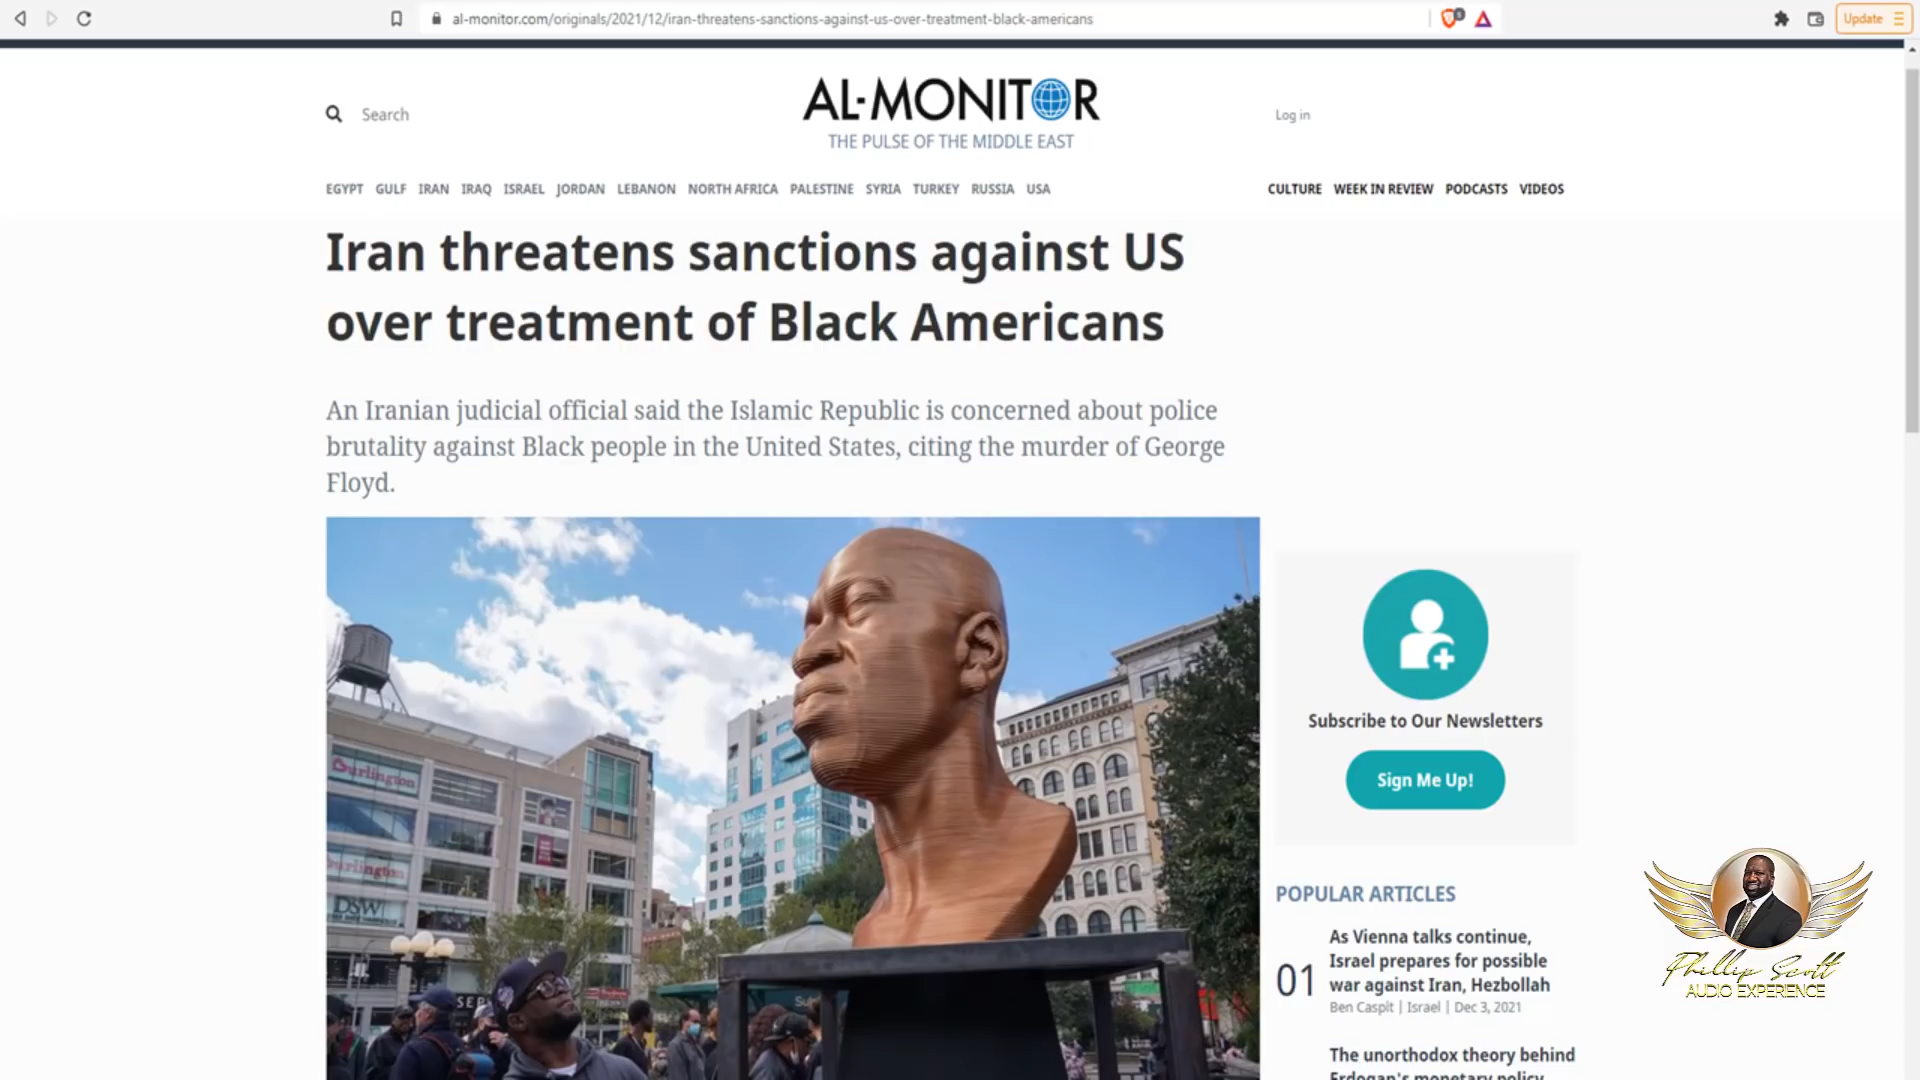 al-monitor.com/originals/2021/12/iran-threatens-sanctions-against-us-over-treatment-black-americans
Update
Search
AL-MONITOR
THE PULSE OF THE MIDDLE EAST
Log in
EGYPT GULF IRAN IRAQ ISRAEL JORDAN LEBANON NORTH AFRICA PALESTINE SYRIA TURKEY RUSSIA USA
CULTURE WEEK IN REVIEW PODCASTS VIDEOS
Iran threatens sanctions against US
over treatment of Black Americans
An Iranian judicial official said the Islamic Republic is concerned about police
brutality against Black people in the United States, citing the murder of George
Floyd.
Burlington
Burlington
DSW
Subscribe to Our Newsletters
Sign Me Up!
POPULAR ARTICLES
01
As Vienna talks continue,
Israel prepares for possible
war against Iran, Hezbollah
Ben Caspit | Israel | Dec 3, 2021
The unorthodox theory behind
Erdogan's monetary policy
Phillip Scott
AUDIO EXPERIENCE